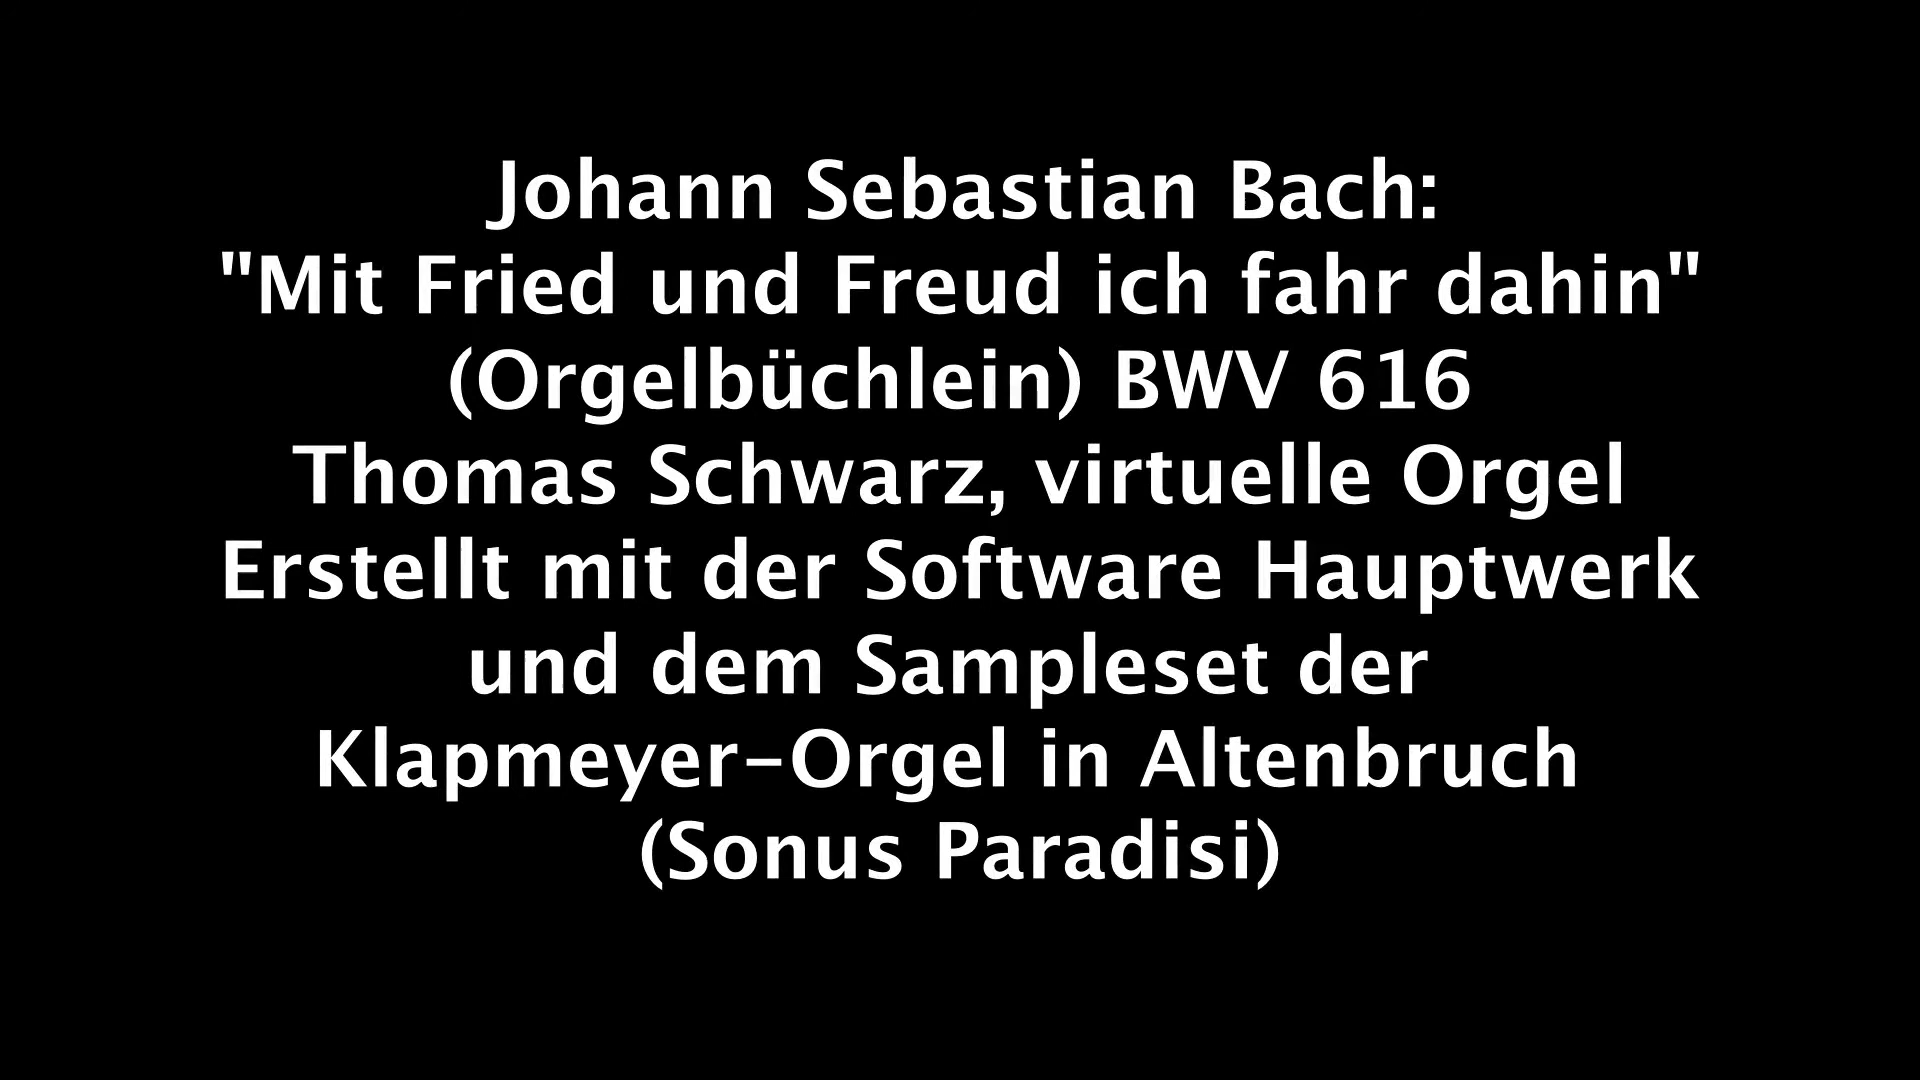 Johann Sebastian Bach:
"Mit Fried und Freud ich fahr dahin"
(Orgelbüchlein) BWV 616
Thomas Schwarz, virtuelle Orgel
Erstellt mit der Software Hauptwerk
und dem Sampleset der
Klapmeyer-Orgel in Altenbruch
(Sonus Paradisi)